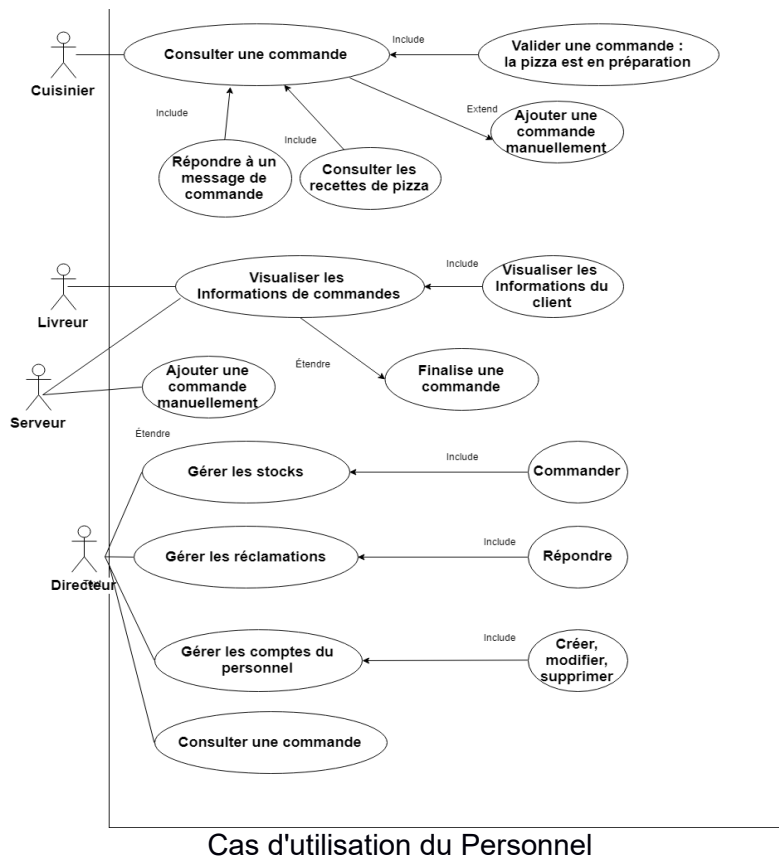 Include
Consulter une commande
Valider une commande :
la pizza est en préparation
Cuisinier
Include
Extend
Ajouter une
commande
manuellement
Include
Répondre à un
message de
commande
Consulter les
recettes de pizza
Visualiser les
Informations de commandes
Include
Visualiser les
Informations du
client
Livreur
Étendre
Ajouter une
commande
manuellement
Finalise une
commande
Serveur
Étendre
Gérer les stocks
Include
Commander
Gérer les réclamations
Include
Répondre
Directeur
Gérer les comptes du
personnel
Include
Créer,
modifier,
supprimer
Consulter une commande
Cas d'utilisation du Personnel